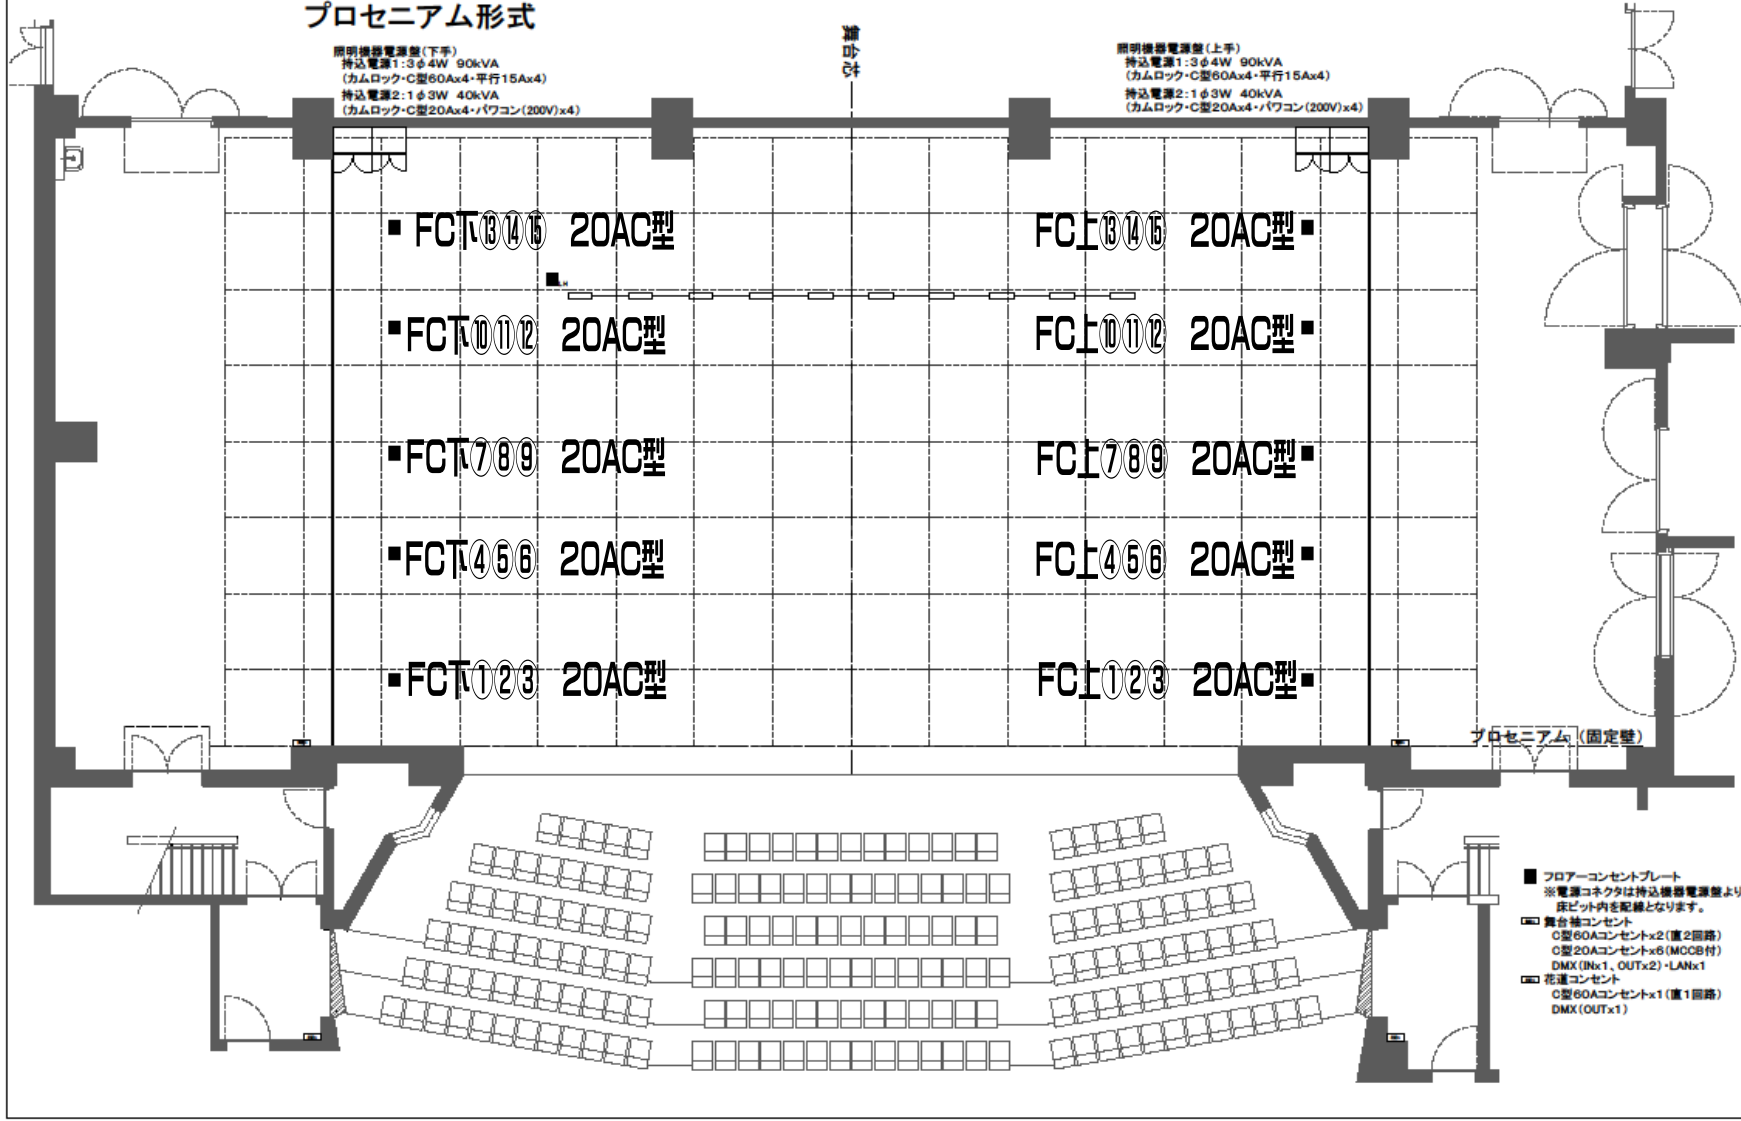 プロセニアム形式
照明機器電源盤(下手)
持込電源1:3φ4W 90kVA
(カムロック・C型60Ax4・平行15Ax4)
持込電源2:1φ3W 40kVA
(カムロック・C型20Ax4・パワコン(200V)x4)
舞台芯
照明機器電源盤(上手)
持込電源1:3φ4W 90kVA
(カムロック・C型60Ax4・平行15Ax4)
持込電源2:1φ3W 40kVA
(カムロック・C型20Ax4・パワコン(200V)x4)
■ FC下⑬⑭⑮ 20AC型
FC上⑬⑭⑮ 20AC型■
■FC下⑩⑪⑫ 20AC型
FC上⑩⑪⑫ 20AC型■
■FC下⑦⑧⑨ 20AC型
FC上⑦⑧⑨ 20AC型■
■FC下④⑤⑥ 20AC型
FC上④⑤⑥ 20AC型■
■FC下①②③ 20AC型
FC上①②③ 20AC型■
プロセニアム (固定壁)
■ フロアーコンセントプレート
※電源コネクタは持込機器電源盤より
床ピット内を配線となります。
舞台袖コンセント
C型60Aコンセントx2(直2回路)
C型20Aコンセントx6(MCCB付)
DMX(INx1、OUTx2)・LANx1
花道コンセント
C型60Aコンセントx1(直1回路)
DMX(OUTx1)